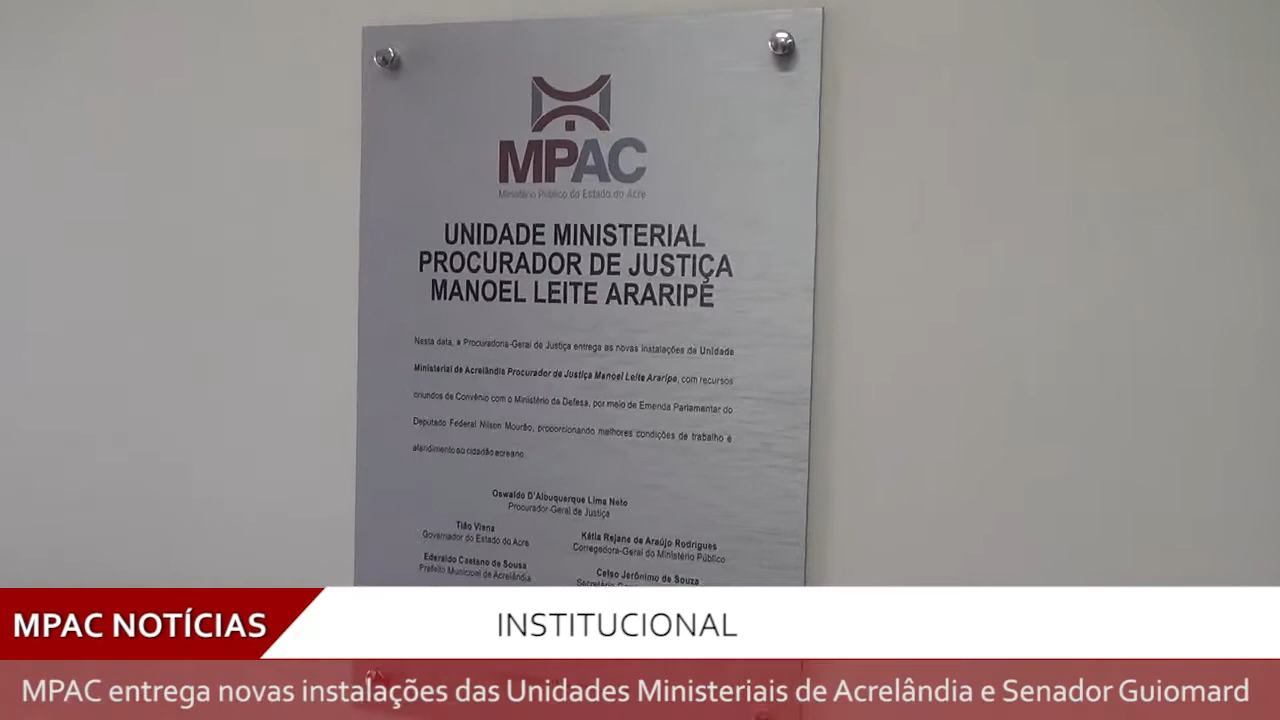 MPAC
Ministério Público do Estado do Acre
UNIDADE MINISTERIAL
PROCURADOR DE JUSTIÇA
MANOEL LEITE ARARIPE
Nesta data, a Procuradoria-Geral de Justiça entrega as novas instalações da Unidade
Ministerial de Acrelândia Procurador de Justiça Manoel Leite Araripe, com recursos
oriundos de Convênio com o Ministério da Defesa, por meio de Emenda Parlamentar do
Deputado Federal Nilson Mourão, proporcionando melhores condições de trabalho e
atendimento ao cidadão acreano.
Oswaldo D'Albuquerque Lima Neto
Procurador-Geral de Justiça
Tião Viana
Governador do Estado do Acre
Kátia Rejane de Araújo Rodrigues
Corregedora-Geral do Ministério Público
Ederaldo Caetano de Sousa
Prefeito Municipal de Acrelândia
Celso Jerônimo de Souza
MPAC NOTÍCIAS
INSTITUCIONAL
MPAC entrega novas instalações das Unidades Ministeriais de Acrelândia e Senador Guiomard